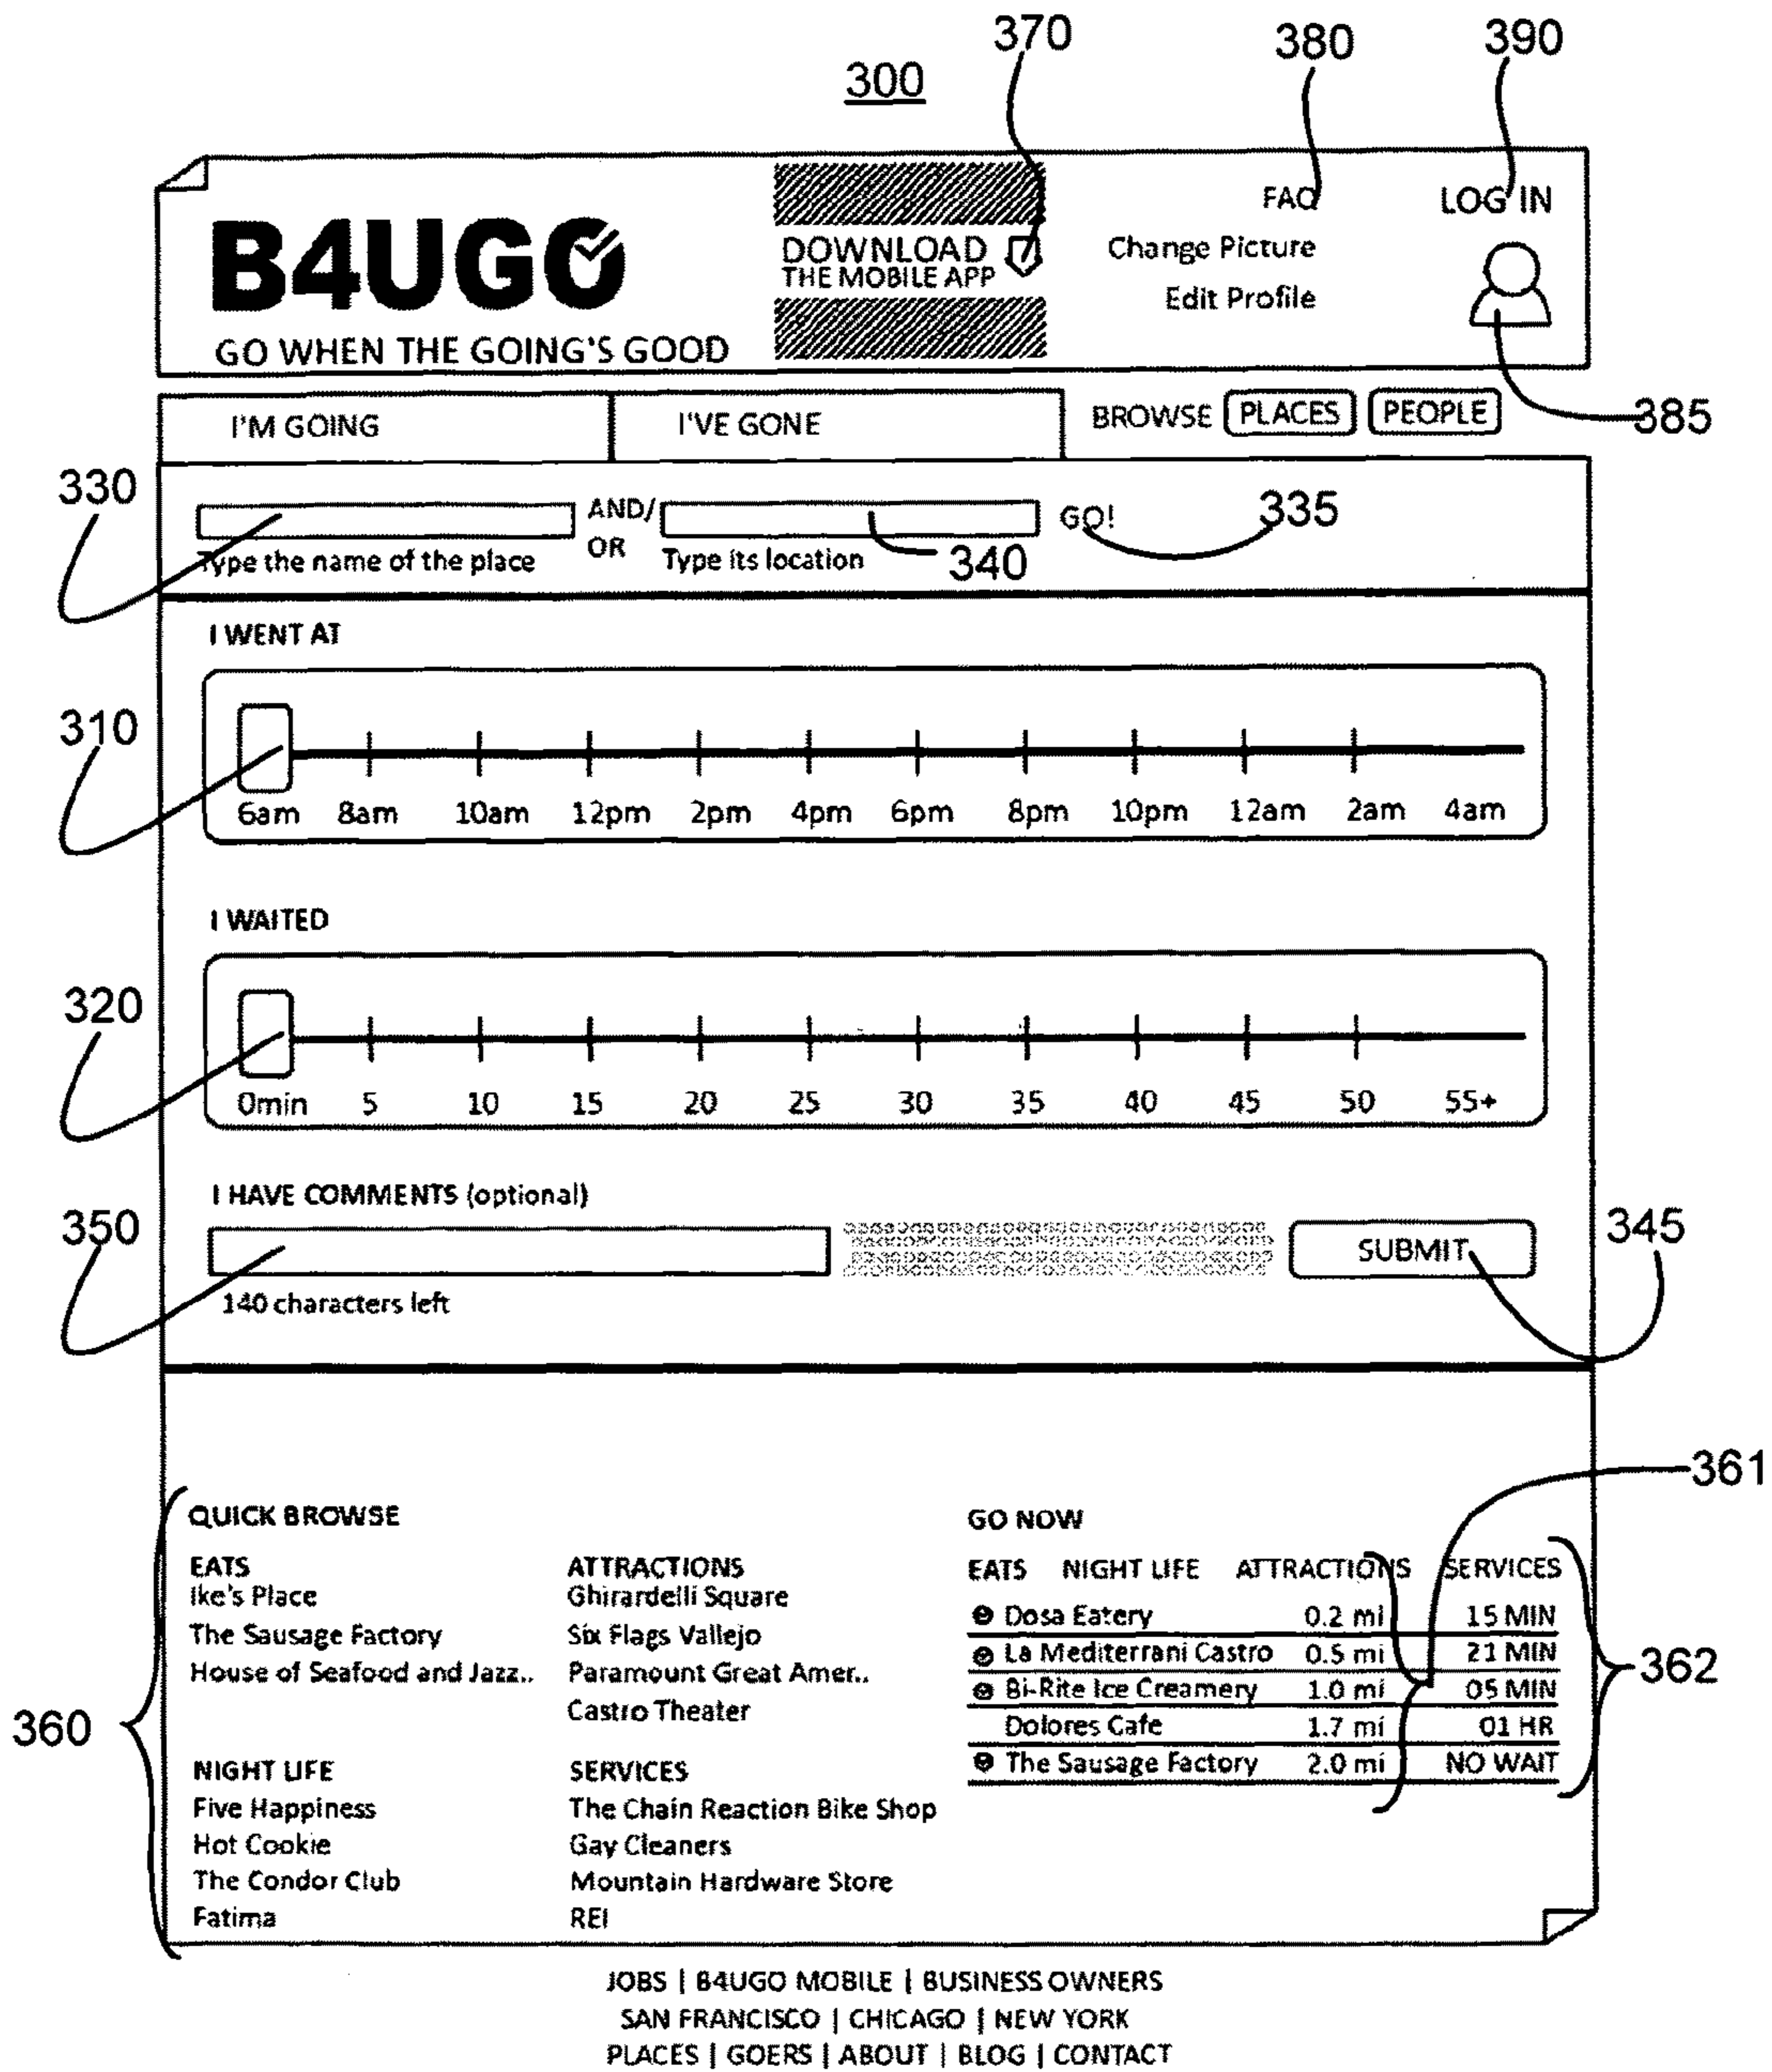 370
380
390
300
FAQ
LOG IN
B4UGO
DOWNLOAD
THE MOBILE APP
Change Picture
Edit Profile
GO WHEN THE GOING'S GOOD
385
I'M GOING
I'VE GONE
BROWSE PLACES PEOPLE
330
AND/
OR
GO!
335
Type the name of the place
Type its location
340
I WENT AT
310
6am 8am 10am 12pm 2pm 4pm 6pm 8pm 10pm 12am 2am 4am
I WAITED
320
0min 5 10 15 20 25 30 35 40 45 50 55+
I HAVE COMMENTS (optional)
350
SUBMIT
345
140 characters left
361
360
QUICK BROWSE
EATS
Ike's Place
The Sausage Factory
House of Seafood and Jazz..
ATTRACTIONS
Ghirardelli Square
Six Flags Vallejo
Paramount Great Amer..
Castro Theater
NIGHT LIFE
Five Happiness
Hot Cookie
The Condor Club
Fatima
SERVICES
The Chain Reaction Bike Shop
Gay Cleaners
Mountain Hardware Store
REI
GO NOW
EATS NIGHT LIFE ATTRACTIONS SERVICES
Dosa Eatery 0.2 mi 15 MIN
La Mediterrani Castro 0.5 mi 21 MIN
Bi-Rite Ice Creamery 1.0 mi 05 MIN
Dolores Cafe 1.7 mi 01 HR
The Sausage Factory 2.0 mi NO WAIT
362
JOBS | B4UGO MOBILE | BUSINESS OWNERS
SAN FRANCISCO | CHICAGO | NEW YORK
PLACES | GOERS | ABOUT | BLOG | CONTACT